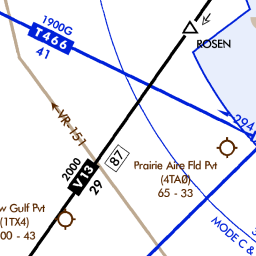 1900G
T466
41
ROSEN
VR-151
294
87
2000
V13
29
Prairie Aire Fld Pvt
(4TA0)
65 - 33
w Gulf Pvt
(1TX4)
00 - 43
MODE C &